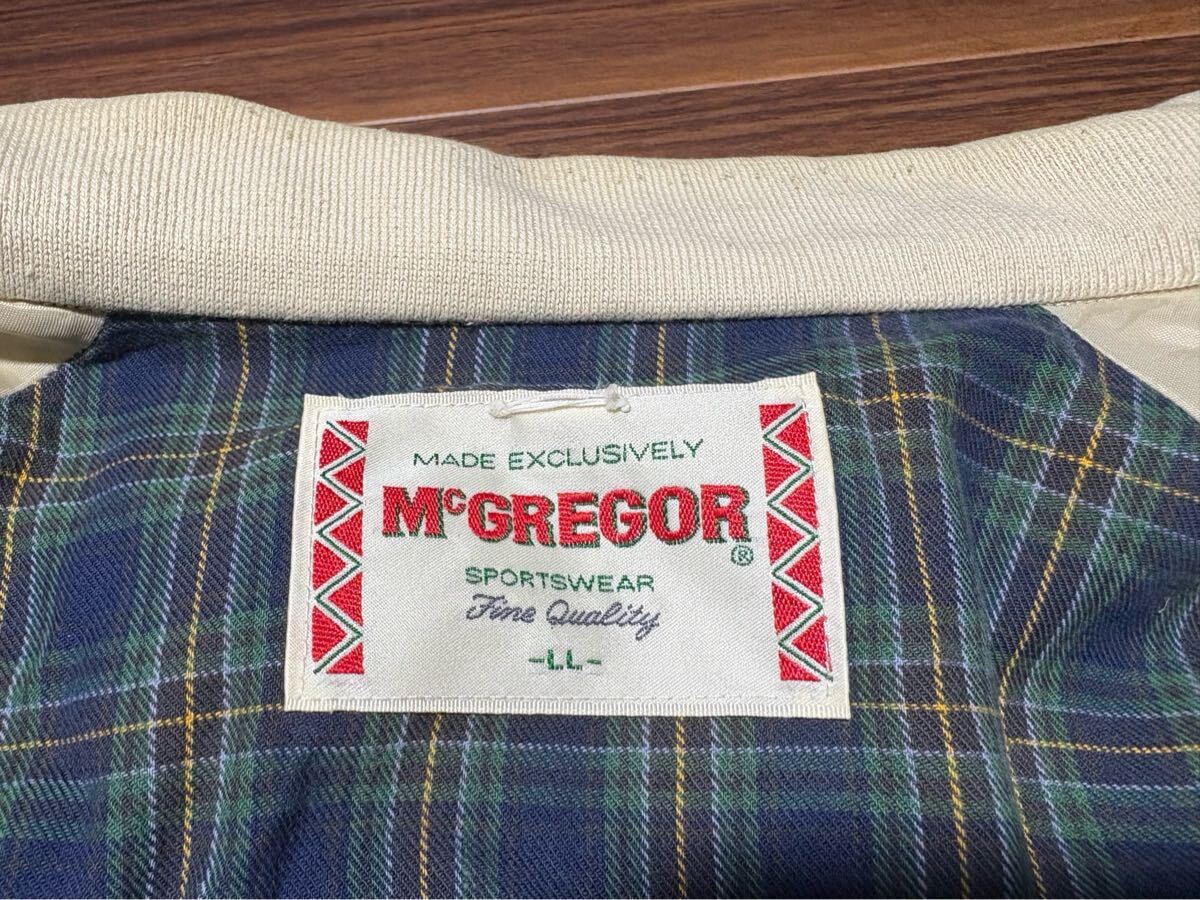 MADE EXCLUSIVELY
McGREGOR®
SPORTSWEAR
Fine Quality
-LL-